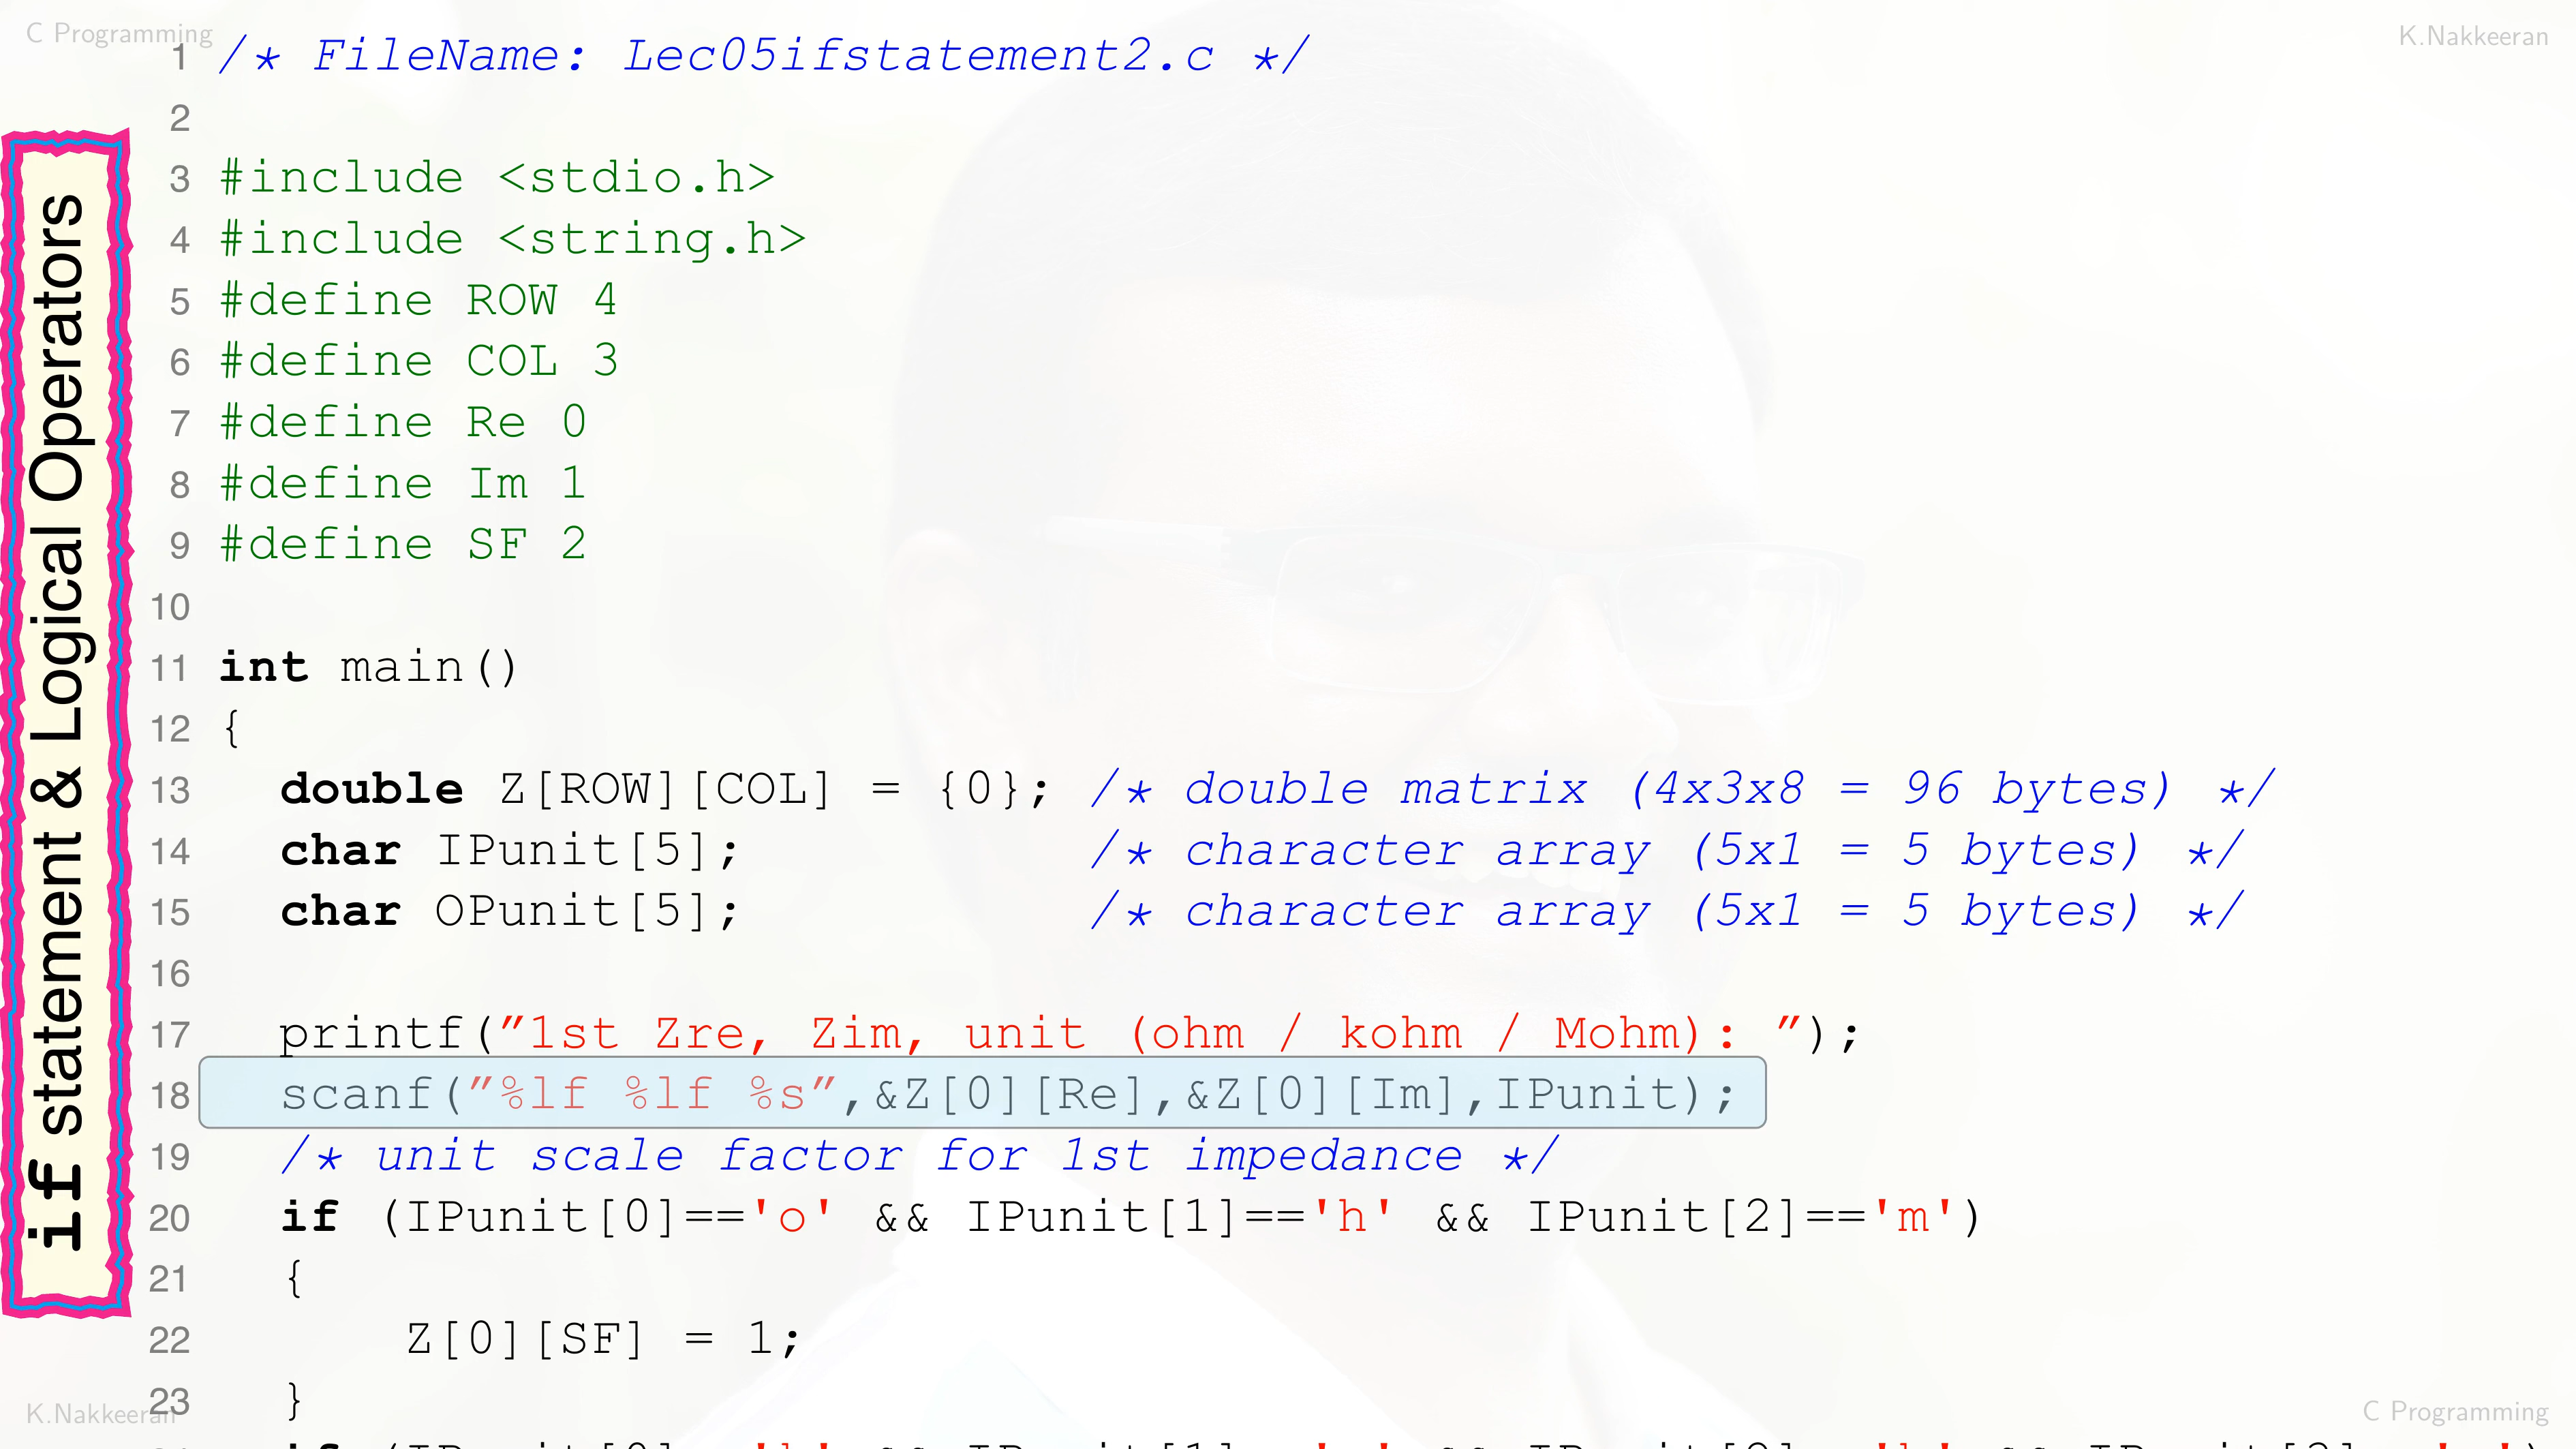 C Programming
K.Nakkeeran
if statement & Logical Operators
1 /* FileName: Lec05ifstatement2.c */
2
3 #include <stdio.h>
4 #include <string.h>
5 #define ROW 4
6 #define COL 3
7 #define Re 0
8 #define Im 1
9 #define SF 2
10
11 int main()
12 {
13   double Z[ROW][COL] = {0}; /* double matrix (4x3x8 = 96 bytes) */
14   char IPunit[5];           /* character array (5x1 = 5 bytes) */
15   char OPunit[5];           /* character array (5x1 = 5 bytes) */
16
17   printf("1st Zre, Zim, unit (ohm / kohm / Mohm): ");
18   scanf("%lf %lf %s",&Z[0][Re],&Z[0][Im],IPunit);
19   /* unit scale factor for 1st impedance */
20   if (IPunit[0]=='o' && IPunit[1]=='h' && IPunit[2]=='m')
21   {
22       Z[0][SF] = 1;
23   }
K.Nakkeeran
C Programming